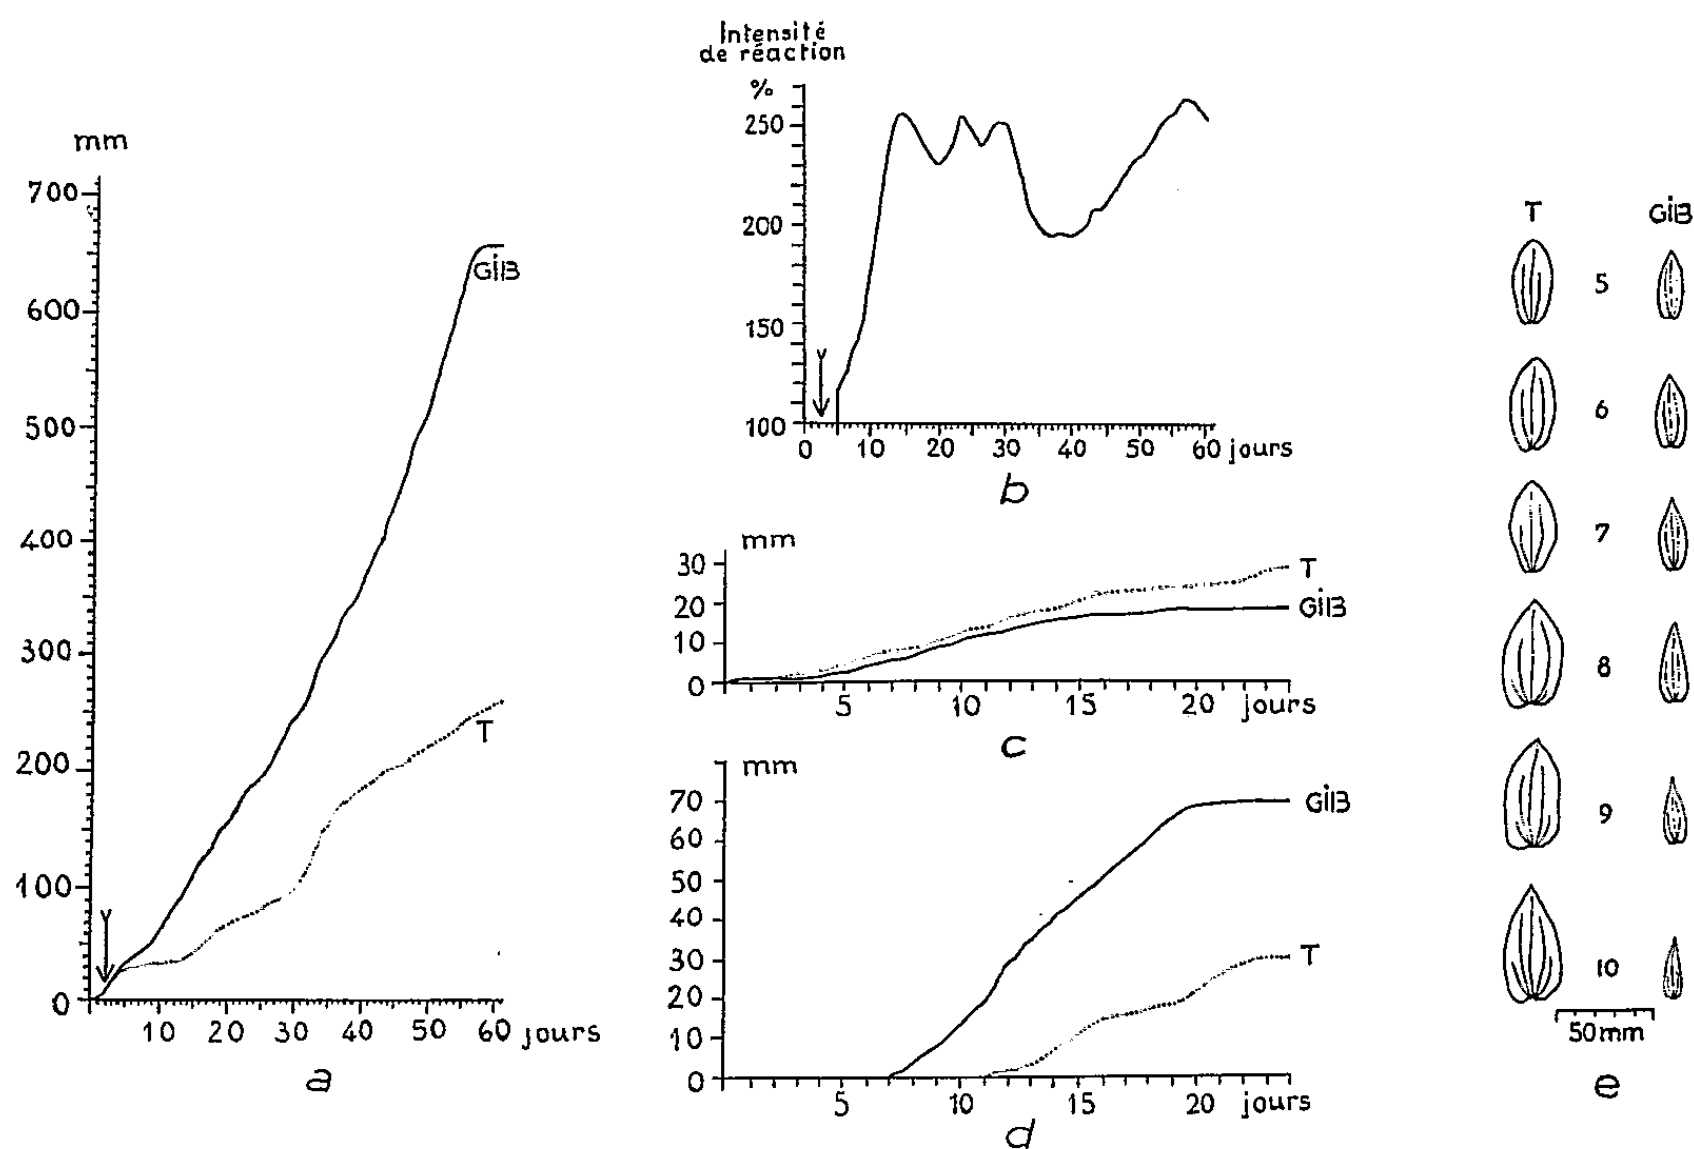 mm
700
600
500
400
300
200
100
0
GiB
T
10 20 30 40 50 60 jours
a
Intensité
de réaction
%
250
200
150
100
0 10 20 30 40 50 60 jours
b
mm
30
20
10
0
T
GiB
5 10 15 20 jours
c
mm
70
60
50
40
30
20
10
0
GiB
T
5 10 15 20 jours
d
T GiB
5
6
7
8
9
10
50mm
e